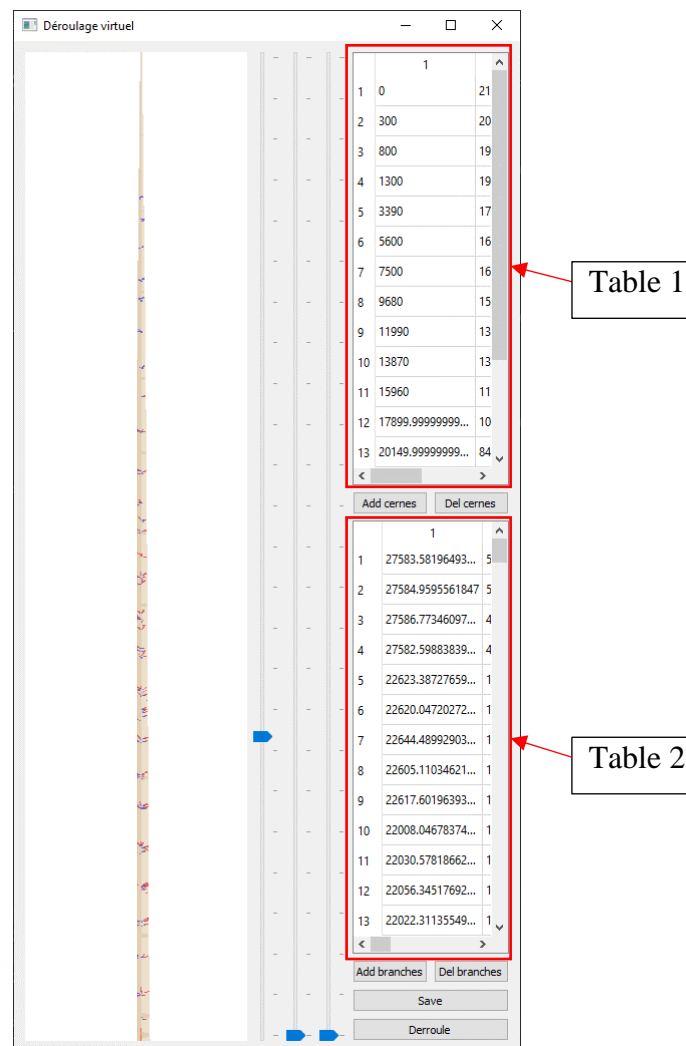 Déroulage virtuel
1
1 0 21
2 300 20
3 800 19
4 1300 19
5 3390 17
6 5600 16
7 7500 16
8 9680 15
9 11990 13
10 13870 13
11 15960 11
12 17899.99999999... 10
13 20149.99999999... 84
Add cernes Del cernes
Table 1
1
1 27583.58196493... 5
2 27584.9595561847 5
3 27586.77346097... 4
4 27582.59883839... 4
5 22623.38727659... 1
6 22620.04720272... 1
7 22644.48992903... 1
8 22605.11034621... 1
9 22617.60196393... 1
10 22008.04678374... 1
11 22030.57818662... 1
12 22056.34517692... 1
13 22022.31135549... 1
Table 2
Add branches Del branches
Save
Derroule